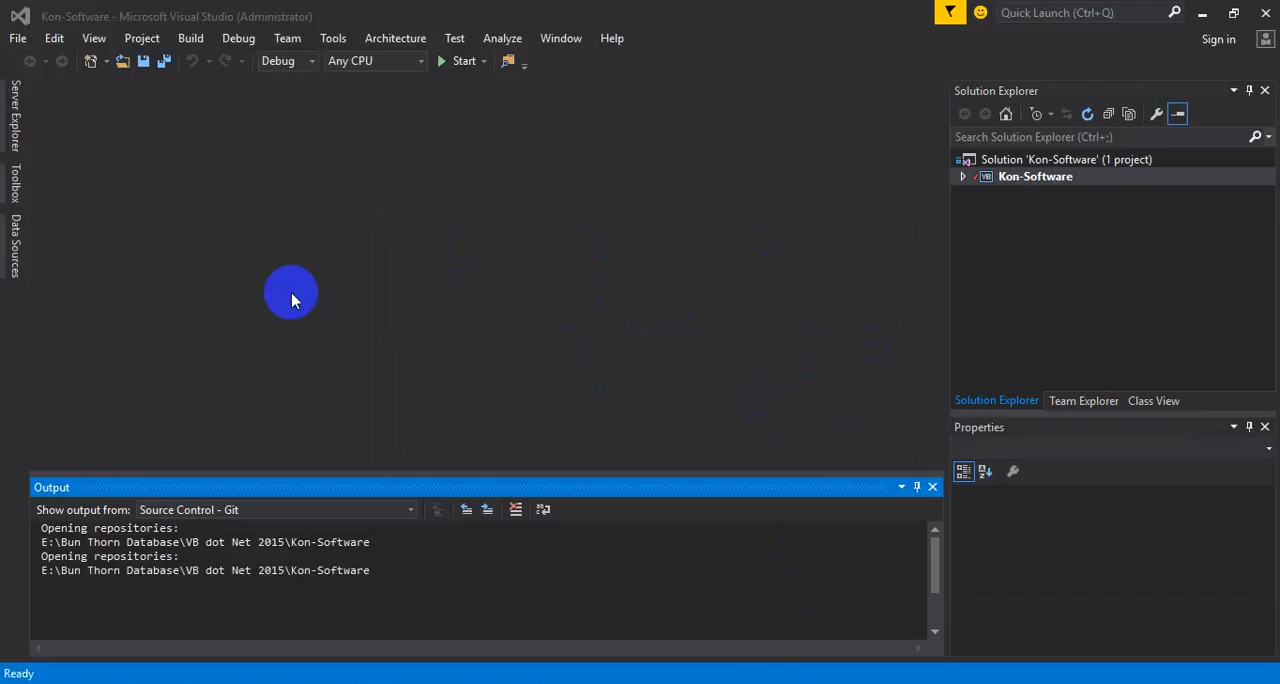 Kon-Software - Microsoft Visual Studio (Administrator)
Quick Launch (Ctrl+Q)
File Edit View Project Build Debug Team Tools Architecture Test Analyze Window Help
Sign in
Debug Any CPU Start
Server Explorer
Toolbox
Data Sources
Solution Explorer
Search Solution Explorer (Ctrl+;)
Solution 'Kon-Software' (1 project)
VB Kon-Software
Solution Explorer Team Explorer Class View
Properties
Output
Show output from: Source Control - Git
Opening repositories:
E:\Bun Thorn Database\VB dot Net 2015\Kon-Software
Opening repositories:
E:\Bun Thorn Database\VB dot Net 2015\Kon-Software
Ready